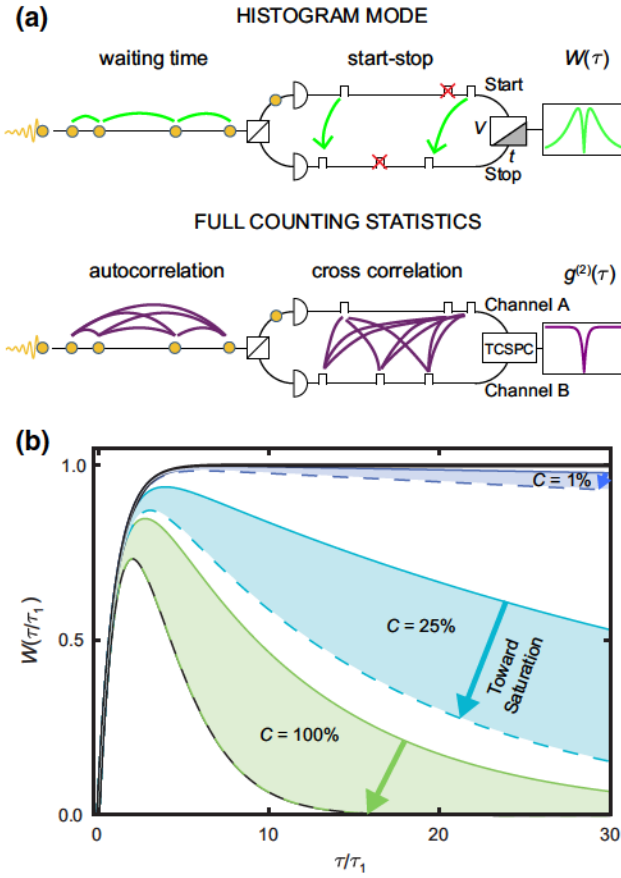 (a)
HISTOGRAM MODE
waiting time
start-stop
W(τ)
Start
V
t
Stop
FULL COUNTING STATISTICS
autocorrelation
cross correlation
g⁽²⁾(τ)
Channel A
TCSPC
Channel B
(b)
1.0
C = 1%
W(τ/τ₁)
0.5
C = 25%
Toward
Saturation
C = 100%
0.0
0
10
20
30
τ/τ₁